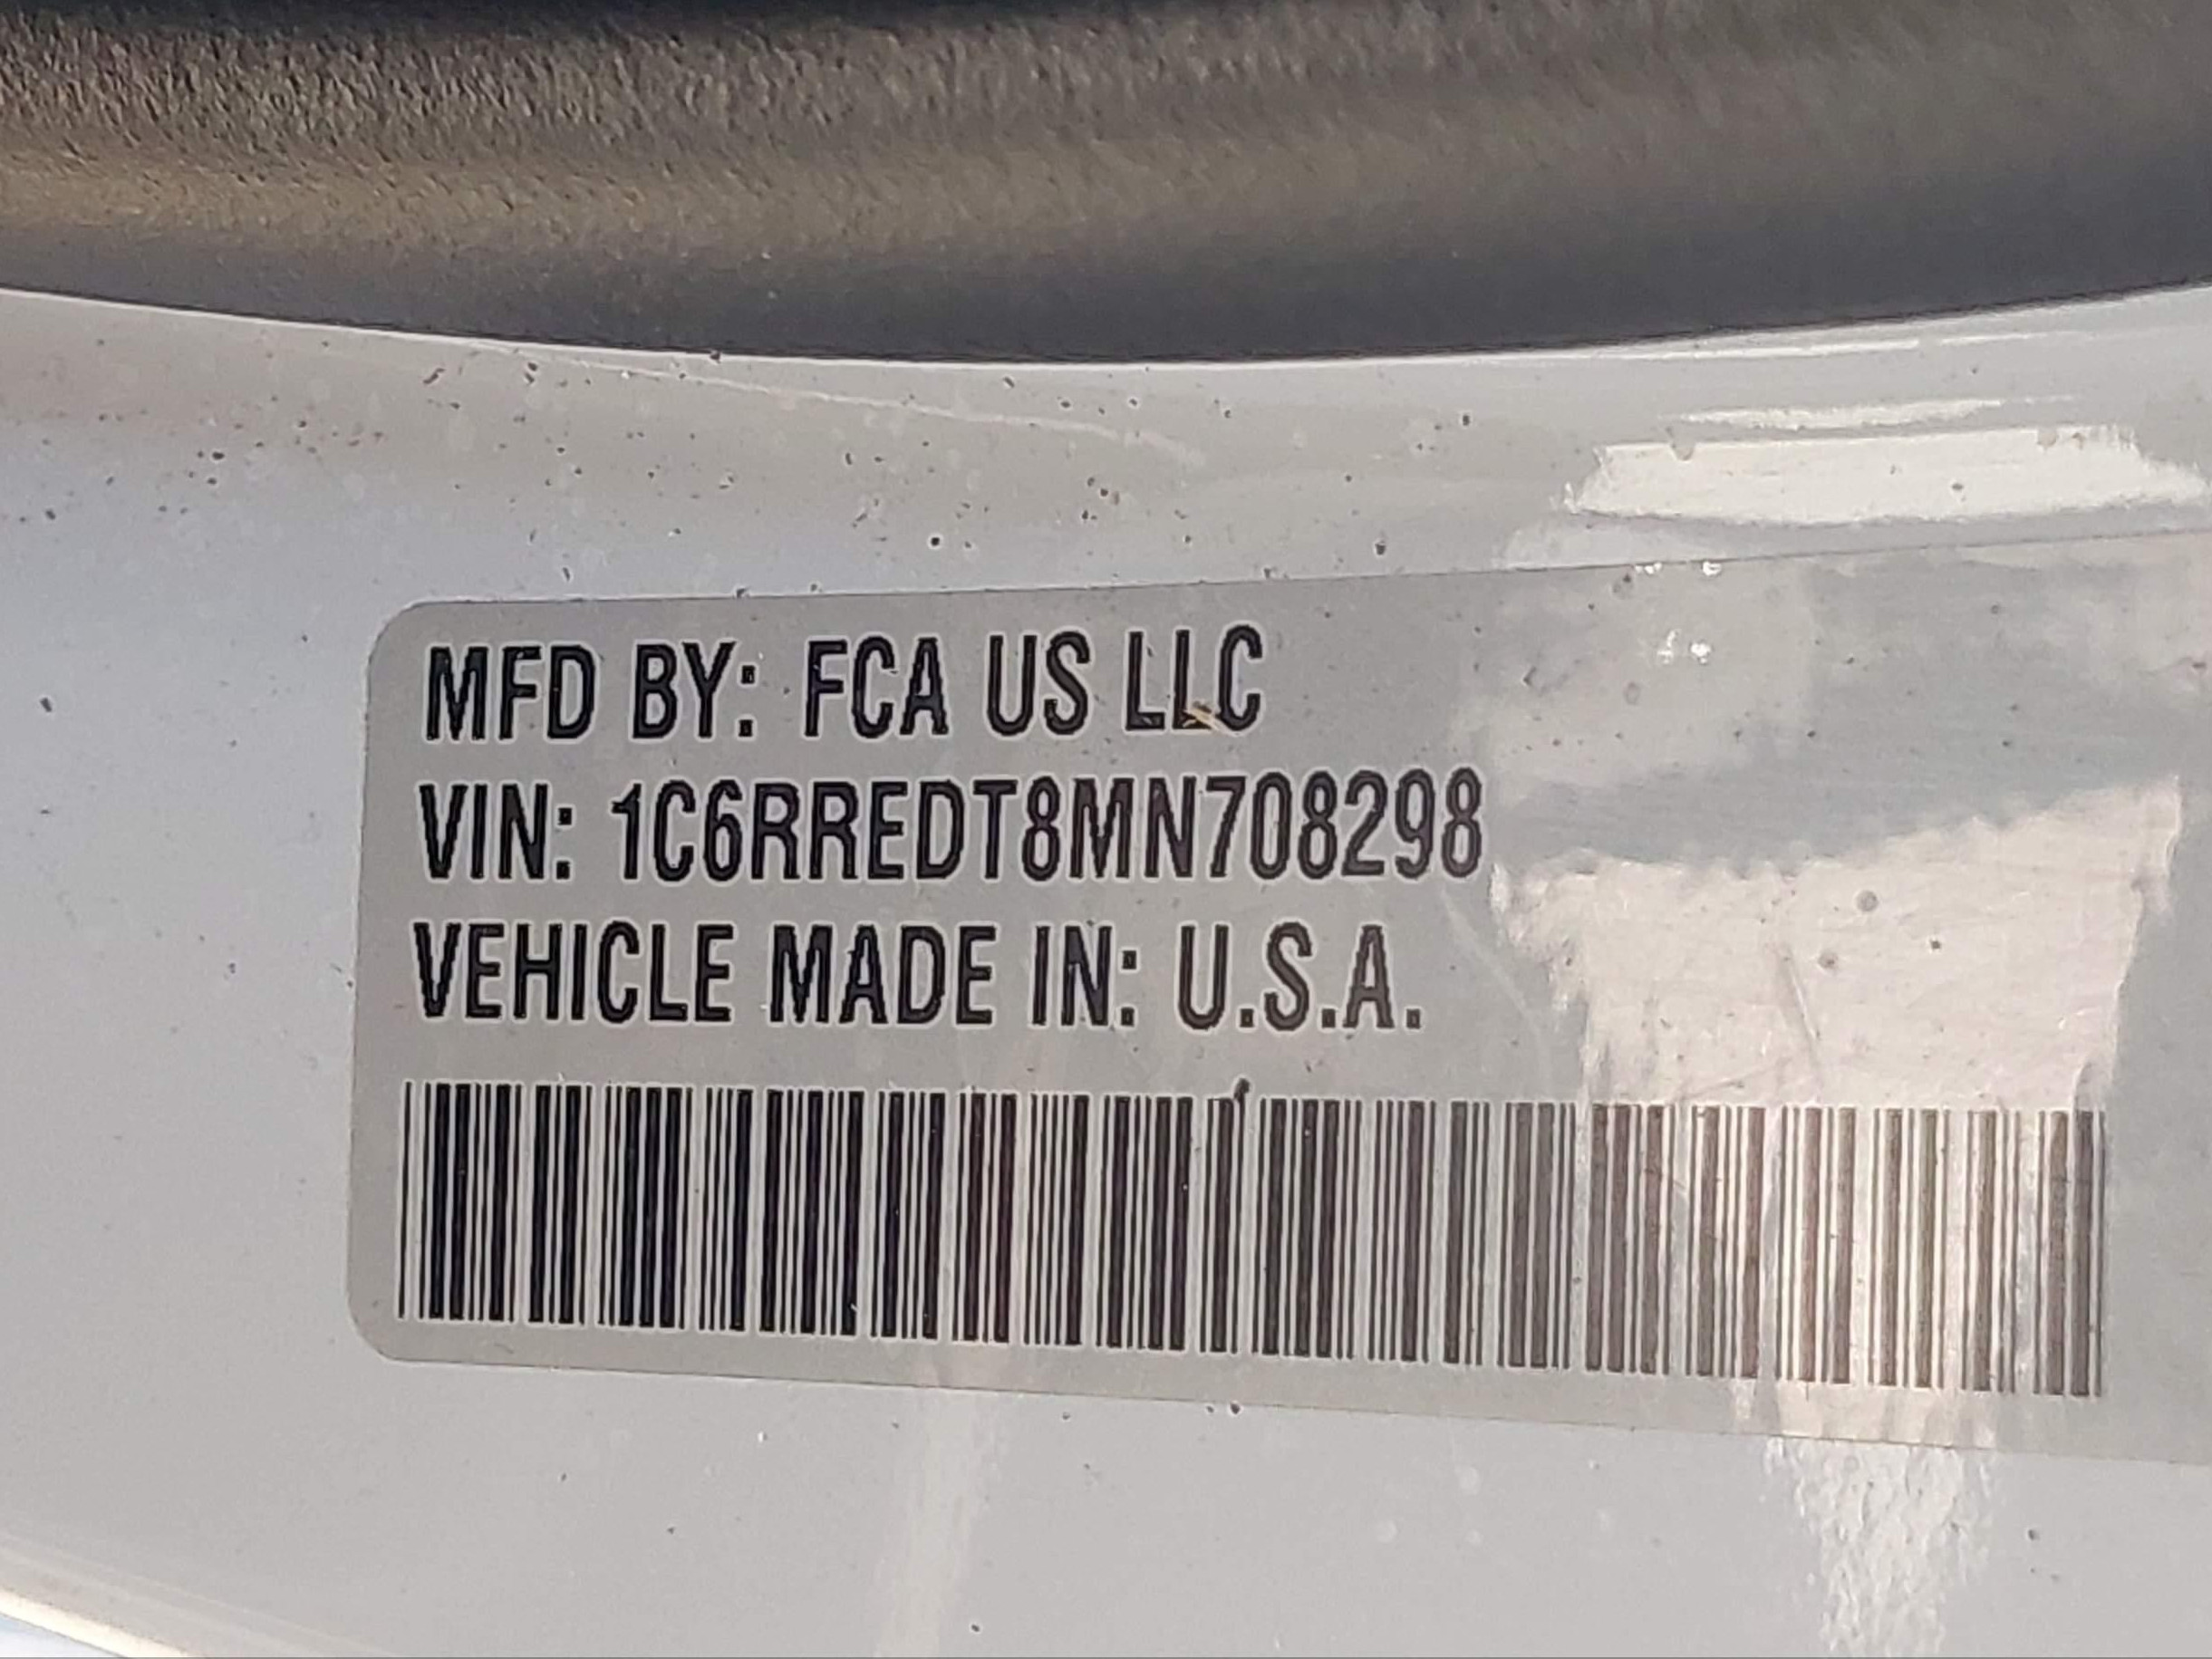 MFD BY: FCA US LLC
VIN: 1C6RREDT8MN708298
VEHICLE MADE IN: U.S.A.